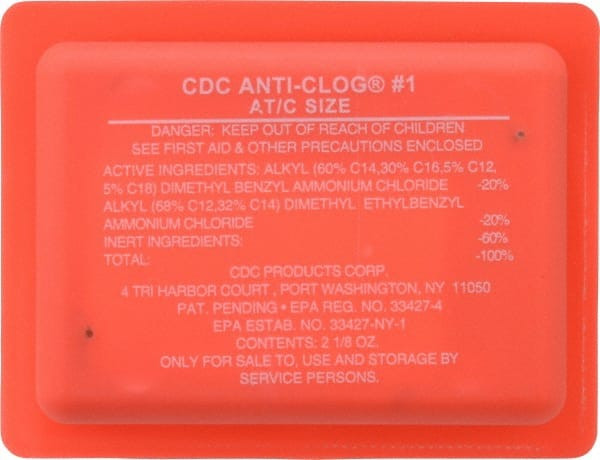 CDC ANTI-CLOG® #1
AT/C SIZE
DANGER: KEEP OUT OF REACH OF CHILDREN
SEE FIRST AID & OTHER PRECAUTIONS ENCLOSED
ACTIVE INGREDIENTS: ALKYL (60% C14,30% C16,5% C12,
5% C18) DIMETHYL BENZYL AMMONIUM CHLORIDE -20%
ALKYL (68% C12,32% C14) DIMETHYL ETHYLBENZYL
AMMONIUM CHLORIDE -20%
INERT INGREDIENTS: -60%
TOTAL: -100%
CDC PRODUCTS CORP.
4 TRI HARBOR COURT , PORT WASHINGTON, NY 11050
PAT. PENDING • EPA REG. NO. 33427-4
EPA ESTAB. NO. 33427-NY-1
CONTENTS: 2 1/8 OZ.
ONLY FOR SALE TO, USE AND STORAGE BY
SERVICE PERSONS.